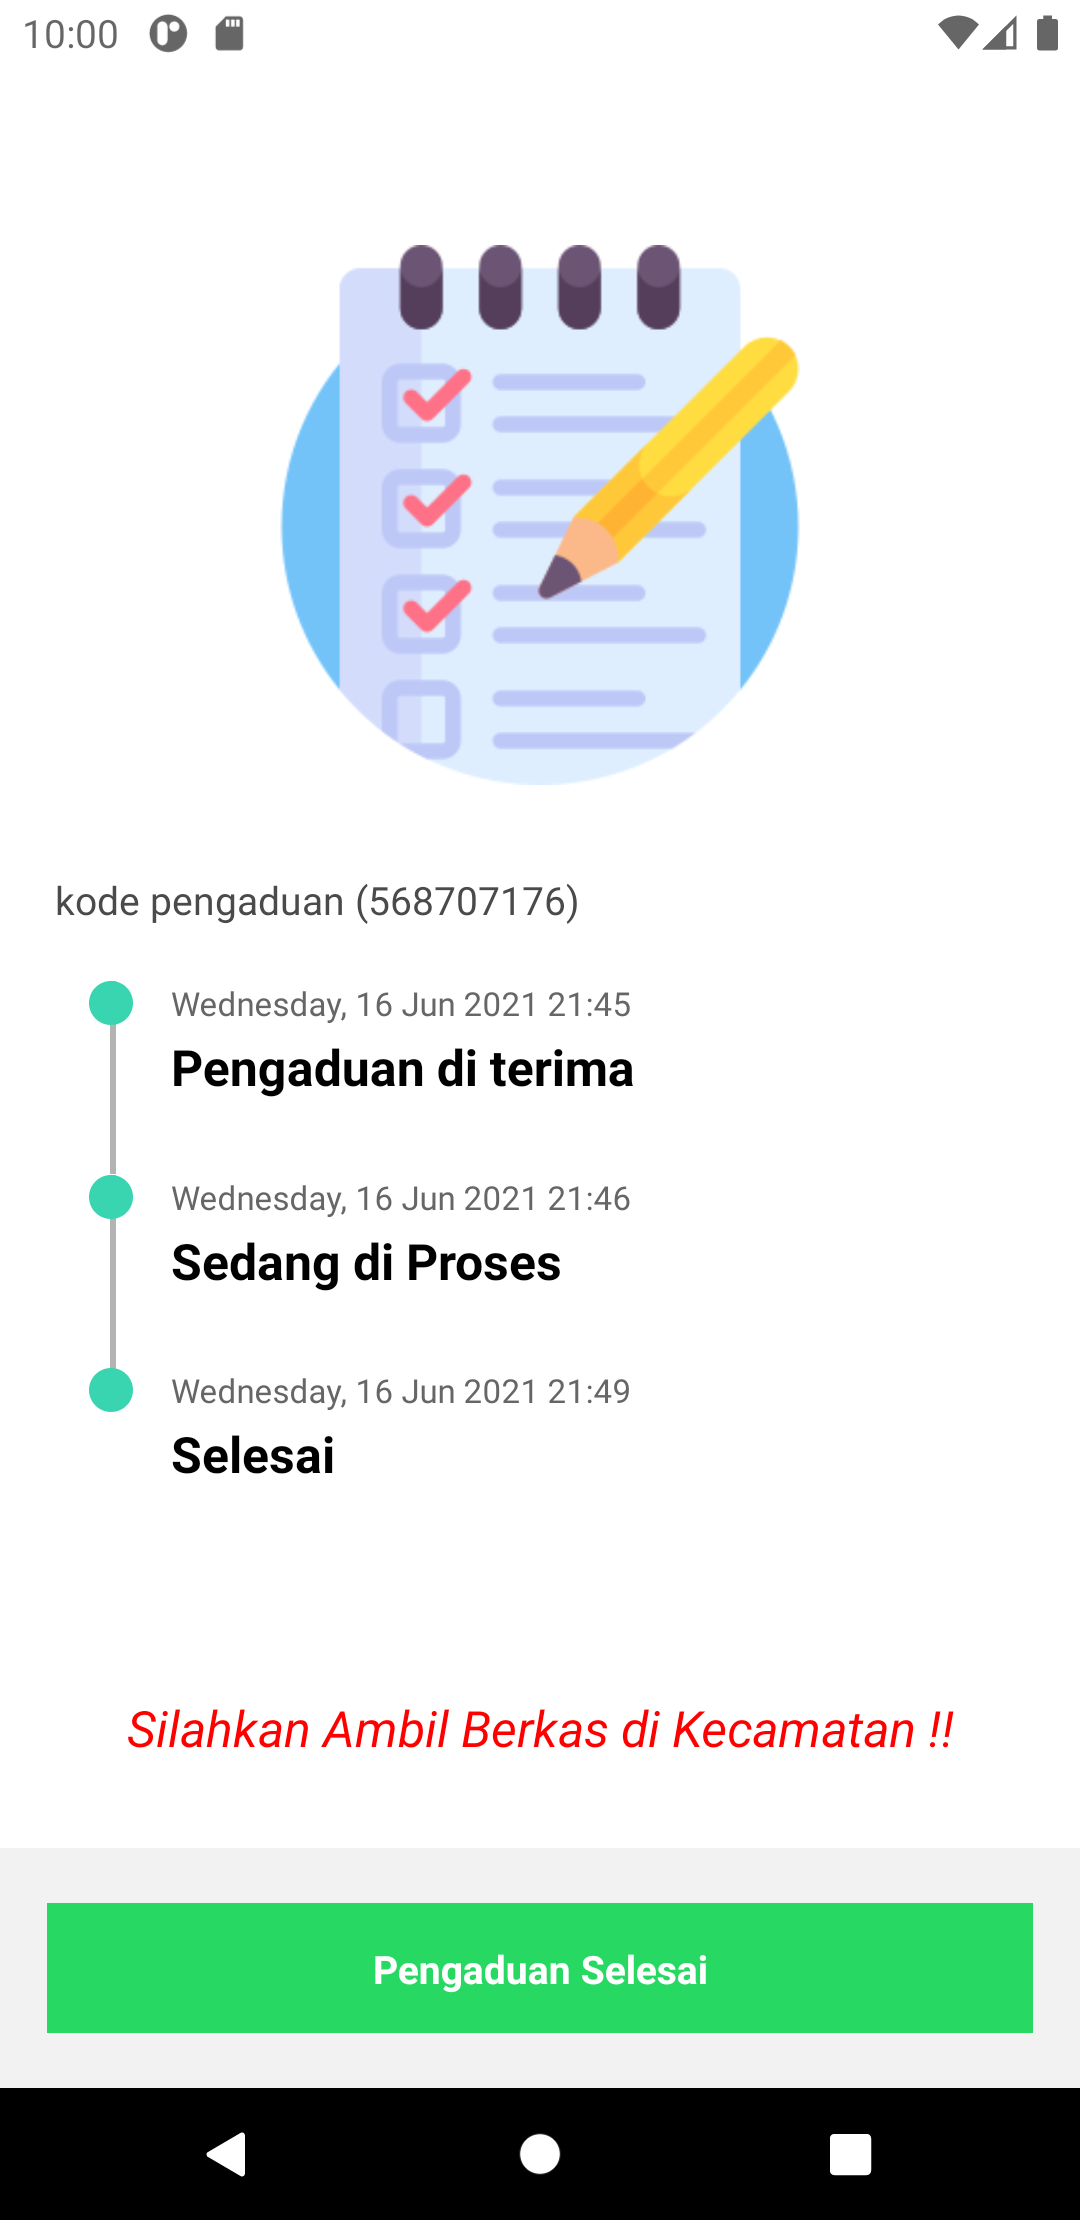 10:00
kode pengaduan (568707176)
Wednesday, 16 Jun 2021 21:45
Pengaduan di terima
Wednesday, 16 Jun 2021 21:46
Sedang di Proses
Wednesday, 16 Jun 2021 21:49
Selesai
Silahkan Ambil Berkas di Kecamatan !!
Pengaduan Selesai